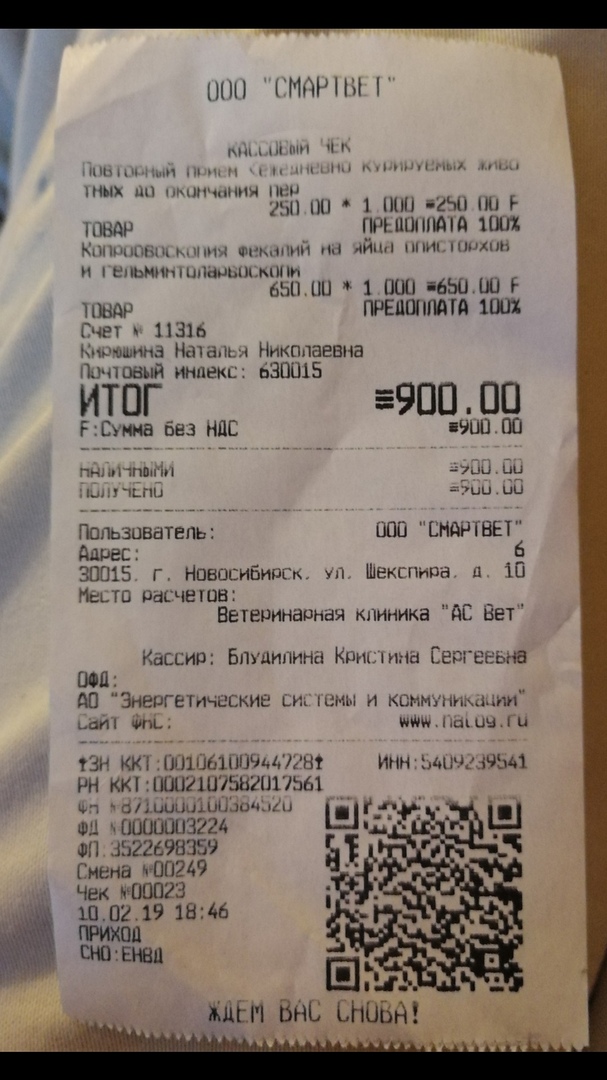 ООО "СМАРТВЕТ"
КАССОВЫЙ ЧЕК
Повторный прием (ежедневно курируемых живо
тных до окончания пер
250.00 * 1.000 ≡250.00 F
ТОВАР ПРЕДОПЛАТА 100%
Копроовоскопия фекалий на яйца описторхов
и гельминтоларвоскопи
650.00 * 1.000 ≡650.00 F
ТОВАР ПРЕДОПЛАТА 100%
Счет № 11316
Кирюшина Наталья Николаевна
Почтовый индекс: 630015
ИТОГ ≡900.00
F:Сумма без НДС ≡900.00
НАЛИЧНЫМИ ≡900.00
ПОЛУЧЕНО ≡900.00
Пользователь: ООО "СМАРТВЕТ"
Адрес: 6
30015, г. Новосибирск, ул. Шекспира, д. 10
Место расчетов:
Ветеринарная клиника "АС Вет"
Кассир: Блудилина Кристина Сергеевна
ОФД:
АО "Энергетические системы и коммуникации"
Сайт ФНС: www.nalog.ru
ЗН ККТ:00106100944728 ИНН:5409239541
РН ККТ:0002107582017561
ФН №8710000100384520
ФД №0000003224
ФП:3522698359
Смена №00249
Чек №00023
10.02.19 18:46
ПРИХОД
СНО:ЕНВД
ЖДЕМ ВАС СНОВА!